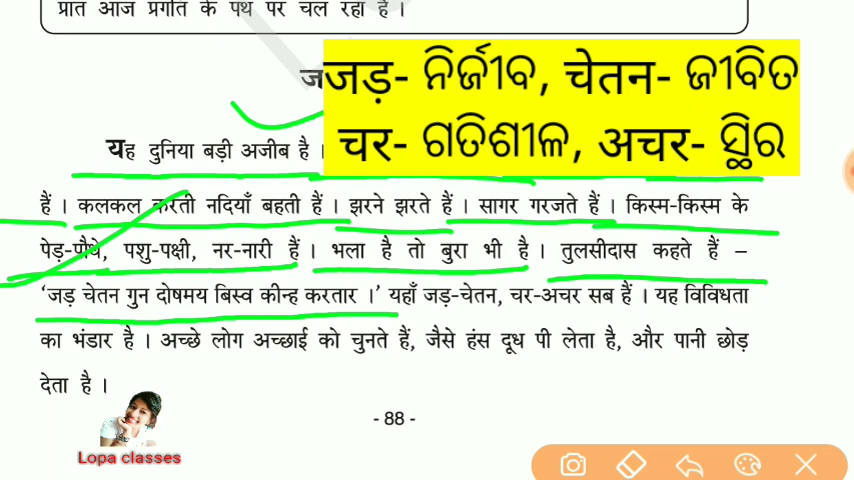 प्रांत आज प्रगति के पथ पर चल रहा है ।
ज
जड़- ନିର୍ଜୀବ, चेतन- ଜୀବିତ
चर- ଗତିଶୀଳ, अचर- ସ୍ଥିର
यह दुनिया बड़ी अजीब है ।
हैं । कलकल करती नदियाँ बहती हैं । झरने झरते हैं । सागर गरजते हैं । किस्म-किस्म के
पेड़-पौधे, पशु-पक्षी, नर-नारी हैं । भला है तो बुरा भी है । तुलसीदास कहते हैं –
‘जड़ चेतन गुन दोषमय बिस्व कीन्ह करतार ।’ यहाँ जड़-चेतन, चर-अचर सब हैं । यह विविधता
का भंडार है । अच्छे लोग अच्छाई को चुनते हैं, जैसे हंस दूध पी लेता है, और पानी छोड़
देता है ।
- 88 -
Lopa classes